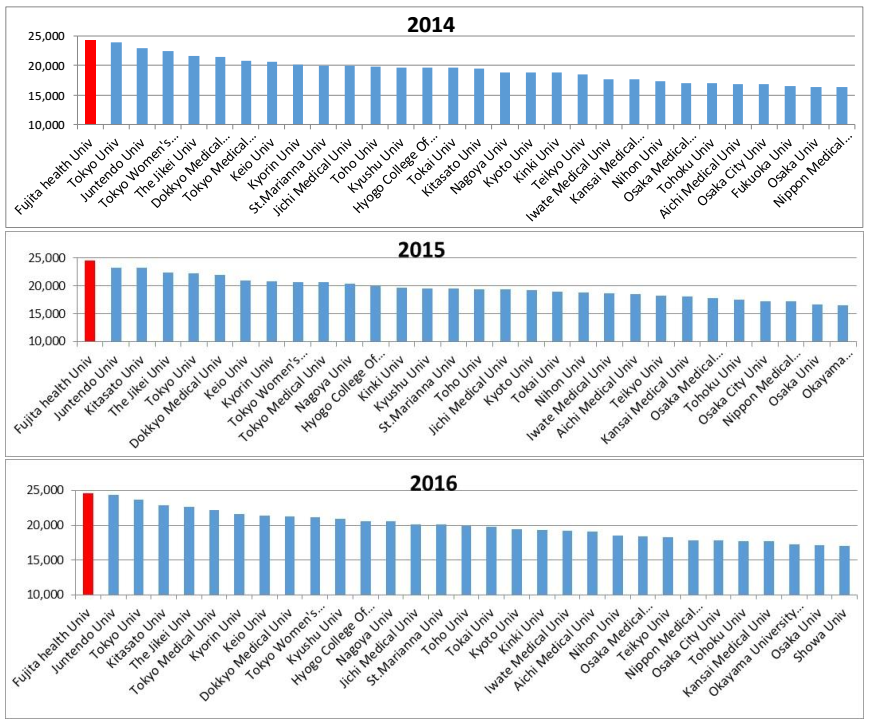 2014
25,000
20,000
15,000
10,000
Fujita health Univ
Tokyo Univ
Juntendo Univ
Tokyo Women's...
The Jikei Univ
Dokkyo Medical...
Tokyo Medical...
Keio Univ
Kyorin Univ
St.Marianna Univ
Jichi Medical Univ
Toho Univ
Kyushu Univ
Hyogo College Of...
Tokai Univ
Kitasato Univ
Nagoya Univ
Kyoto Univ
Kinki Univ
Teikyo Univ
Iwate Medical Univ
Kansai Medical...
Nihon Univ
Osaka Medical...
Tohoku Univ
Aichi Medical Univ
Osaka City Univ
Fukuoka Univ
Osaka Univ
Nippon Medical...
2015
25,000
20,000
15,000
10,000
Fujita health Univ
Juntendo Univ
Kitasato Univ
The Jikei Univ
Tokyo Univ
Dokkyo Medical Univ
Keio Univ
Kyorin Univ
Tokyo Women's...
Tokyo Medical Univ
Nagoya Univ
Hyogo College Of...
Kinki Univ
Kyushu Univ
St.Marianna Univ
Toho Univ
Jichi Medical Univ
Kyoto Univ
Tokai Univ
Nihon Univ
Iwate Medical Univ
Aichi Medical Univ
Teikyo Univ
Kansai Medical Univ
Osaka Medical...
Tohoku Univ
Osaka City Univ
Nippon Medical...
Osaka Univ
Okayama...
2016
25,000
20,000
15,000
10,000
Fujita health Univ
Juntendo Univ
Tokyo Univ
Kitasato Univ
The Jikei Univ
Tokyo Medical Univ
Kyorin Univ
Keio Univ
Dokkyo Medical Univ
Tokyo Women's...
Kyushu Univ
Hyogo College Of...
Nagoya Univ
Jichi Medical Univ
St.Marianna Univ
Toho Univ
Tokai Univ
Kyoto Univ
Kinki Univ
Iwate Medical Univ
Aichi Medical Univ
Nihon Univ
Osaka Medical...
Teikyo Univ
Nippon Medical...
Osaka City Univ
Tohoku Univ
Kansai Medical Univ
Okayama University...
Osaka Univ
Showa Univ